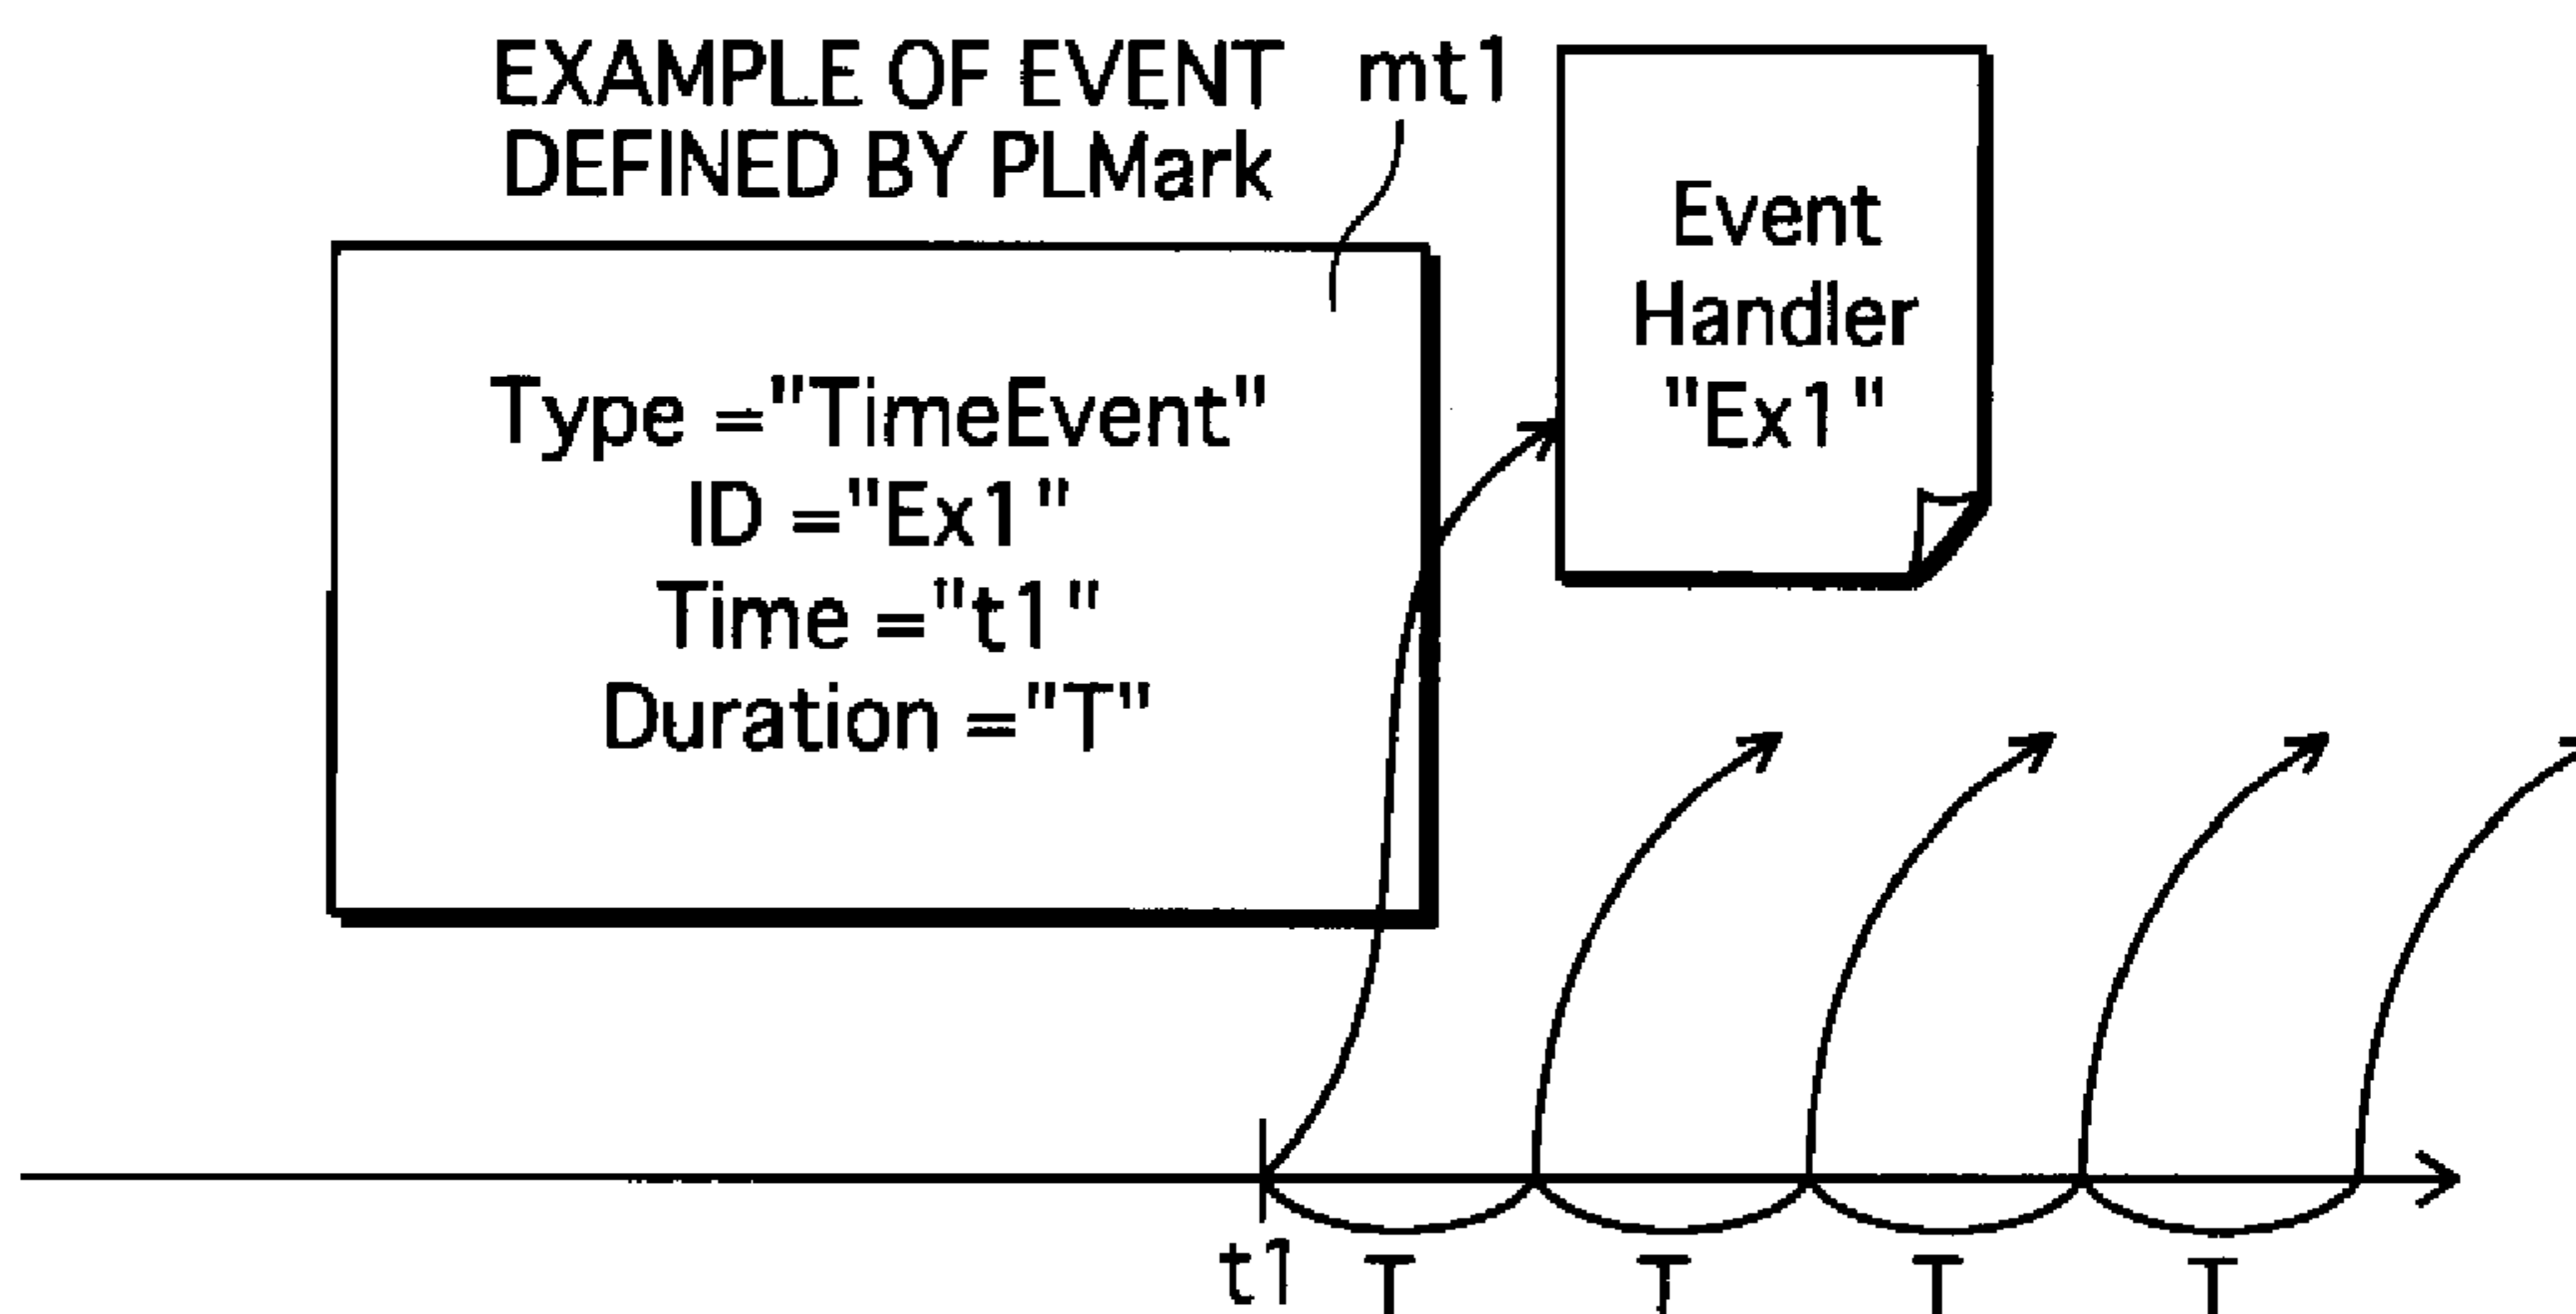 EXAMPLE OF EVENT
DEFINED BY PLMark
mt1
Type ="TimeEvent"
ID ="Ex1"
Time ="t1"
Duration ="T"
Event
Handler
"Ex1"
t1 T T T T